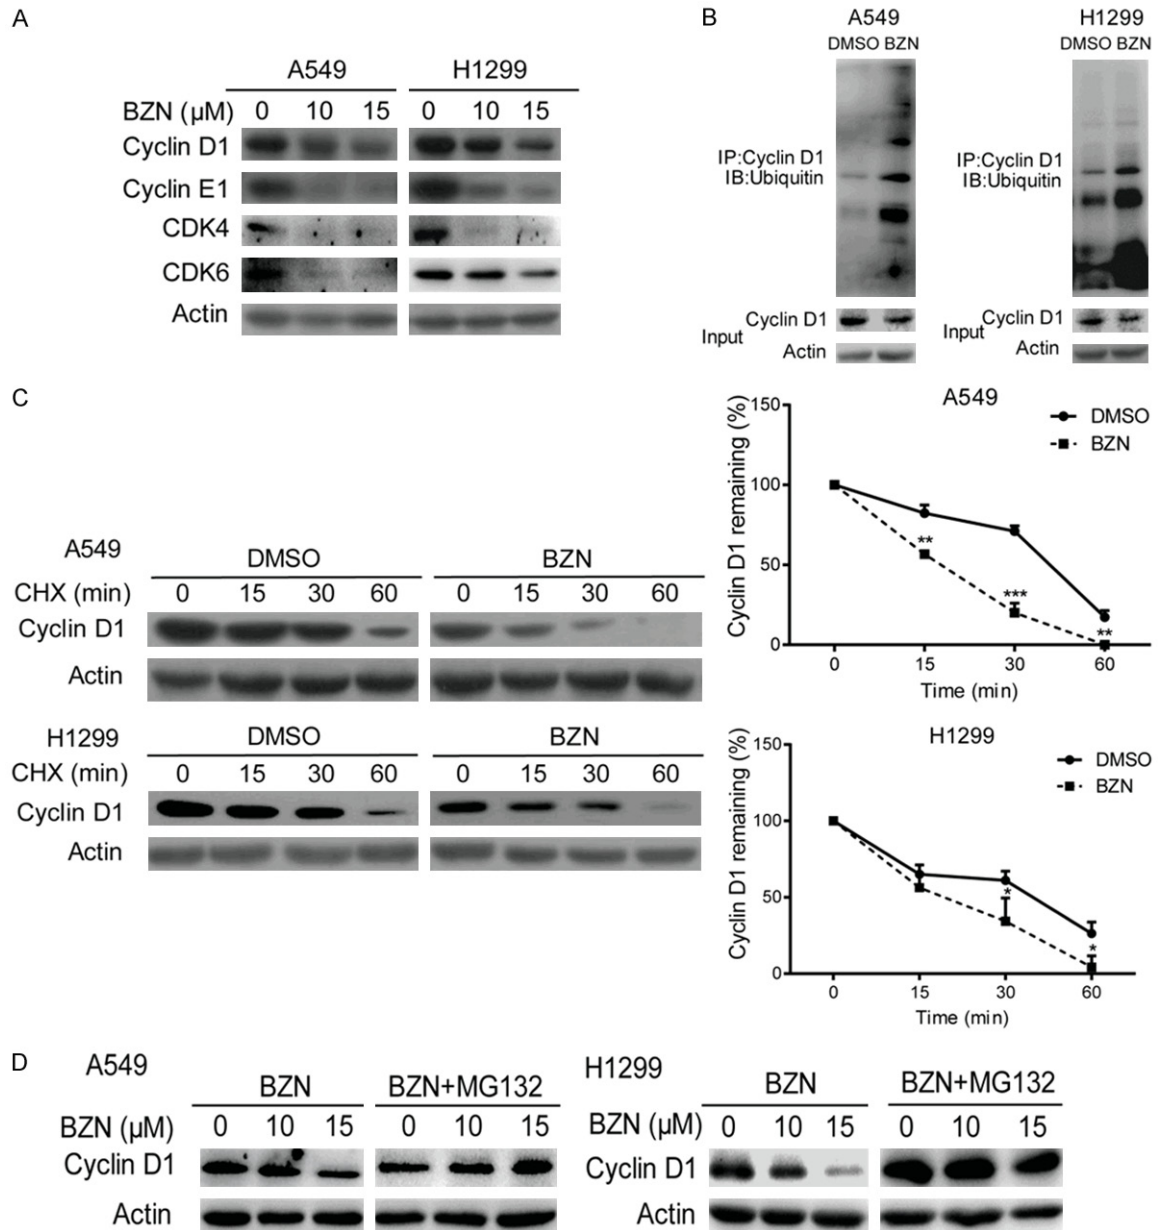 A
A549 H1299
BZN (µM) 0 10 15 0 10 15
Cyclin D1
Cyclin E1
CDK4
CDK6
Actin
B
A549 H1299
DMSO BZN DMSO BZN
IP:Cyclin D1 IP:Cyclin D1
IB:Ubiquitin IB:Ubiquitin
Input Cyclin D1 Input Cyclin D1
Actin Actin
C
A549 DMSO BZN
CHX (min) 0 15 30 60 0 15 30 60
Cyclin D1
Actin
H1299 DMSO BZN
CHX (min) 0 15 30 60 0 15 30 60
Cyclin D1
Actin
A549
DMSO
BZN
Cyclin D1 remaining (%)
150
100
50
0
**
***
**
0 15 30 60
Time (min)
H1299
DMSO
BZN
Cyclin D1 remaining (%)
150
100
50
0
*
*
0 15 30 60
Time (min)
D
A549 BZN BZN+MG132
BZN (µM) 0 10 15 0 10 15
Cyclin D1
Actin
H1299 BZN BZN+MG132
BZN (µM) 0 10 15 0 10 15
Cyclin D1
Actin